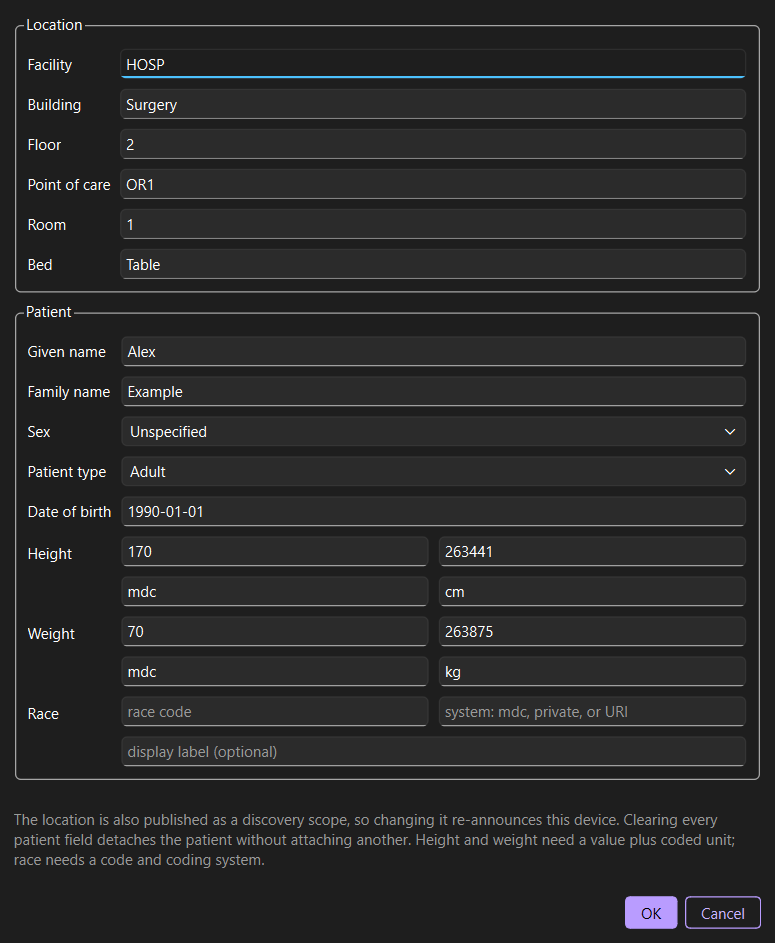 Location
Facility HOSP
Building Surgery
Floor 2
Point of care OR1
Room 1
Bed Table
Patient
Given name Alex
Family name Example
Sex Unspecified
Patient type Adult
Date of birth 1990-01-01
Height 170 263441
mdc cm
Weight 70 263875
mdc kg
Race race code system: mdc, private, or URI
display label (optional)
The location is also published as a discovery scope, so changing it re-announces this device. Clearing every
patient field detaches the patient without attaching another. Height and weight need a value plus coded unit;
race needs a code and coding system.
OK Cancel